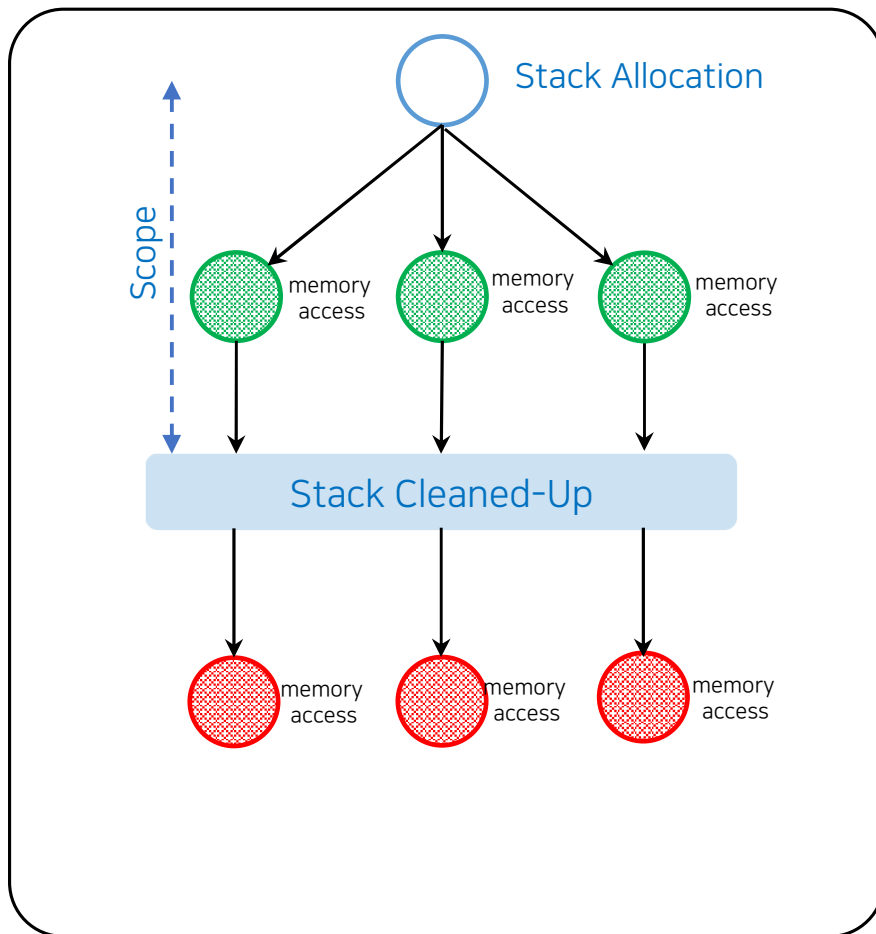 Stack Allocation
Scope
memory
access
memory
access
memory
access
Stack Cleaned-Up
memory
access
memory
access
memory
access